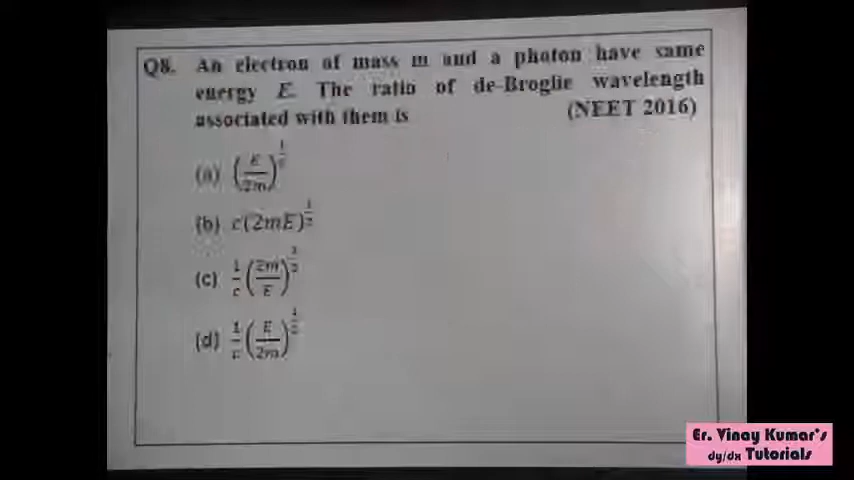 Q8. An electron of mass m and a photon have same
energy E. The ratio of de-Broglie wavelength
associated with them is (NEET 2016)
(a) (E/2m)^(1/2)
(b) c(2mE)^(1/2)
(c) 1/c (2m/E)^(1/2)
(d) 1/c (E/2m)^(1/2)
Er. Vinay Kumar's
dy/dx Tutorials